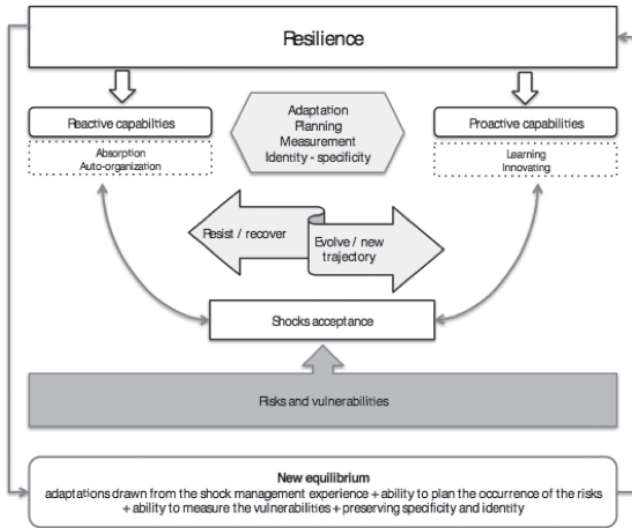 Resilience
Reactive capabilties
Absorption
Auto-organization
Adaptation
Planning
Measurement
Identity - specificity
Proactive capabilities
Learning
Innovating
Resist / recover
Evolve / new
trajectory
Shocks acceptance
Risks and vulnerabilities
New equilibrium
adaptations drawn from the shock management experience + ability to plan the occurrence of the risks
+ ability to measure the vulnerabilities + preserving specificity and identity